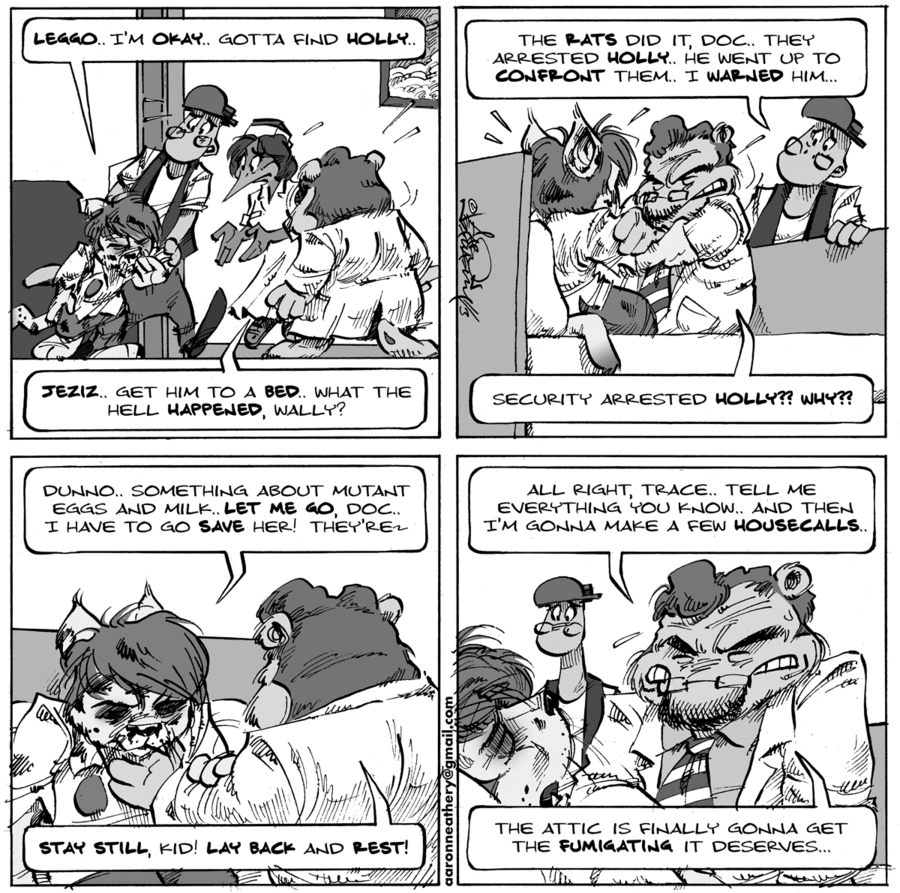 LEGGO.. I'M OKAY.. GOTTA FIND HOLLY..
JEZIZ.. GET HIM TO A BED.. WHAT THE
HELL HAPPENED, WALLY?
THE RATS DID IT, DOC.. THEY
ARRESTED HOLLY.. HE WENT UP TO
CONFRONT THEM.. I WARNED HIM...
SECURITY ARRESTED HOLLY?? WHY??
DUNNO.. SOMETHING ABOUT MUTANT
EGGS AND MILK.. LET ME GO, DOC..
I HAVE TO GO SAVE HER! THEY'RE~
STAY STILL, KID! LAY BACK AND REST!
ALL RIGHT, TRACE.. TELL ME
EVERYTHING YOU KNOW.. AND THEN
I'M GONNA MAKE A FEW HOUSECALLS..
THE ATTIC IS FINALLY GONNA GET
THE FUMIGATING IT DESERVES...
aaronneathery@gmail.com